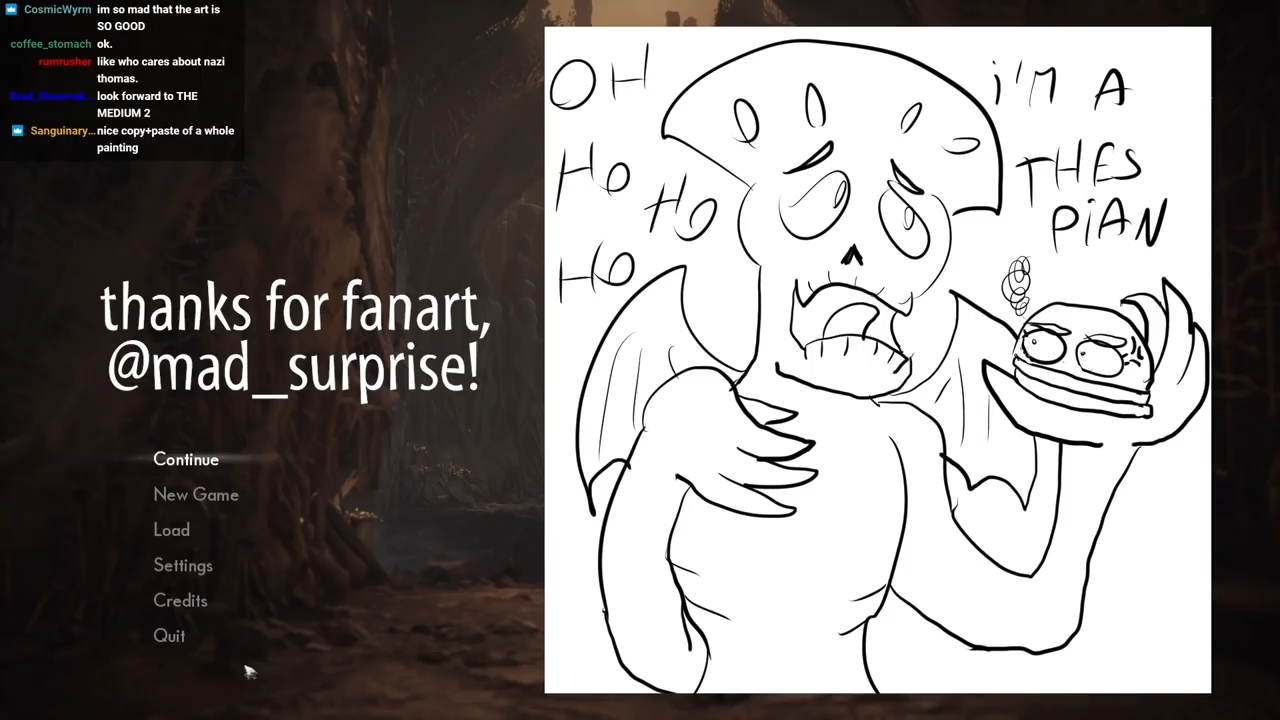 CosmicWyrm im so mad that the art is
SO GOOD
coffee_stomach ok.
rumrusher like who cares about nazi
thomas.
look forward to THE
MEDIUM 2
Sanguinary… nice copy+paste of a whole
painting
thanks for fanart,
@mad_surprise!
Continue
New Game
Load
Settings
Credits
Quit
OH
HO
HO
HO
i'M A
THES
PiAN